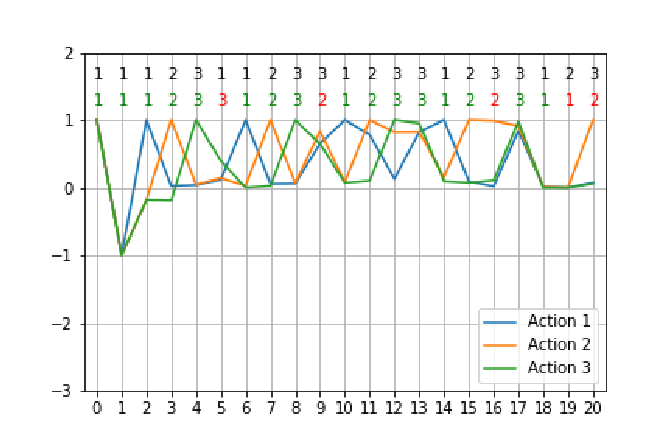 2
1 1 1 2 3 1 1 2 3 3 1 2 3 3 1 2 3 3 1 2 3
1 1 1 2 3 3 1 2 3 2 1 2 3 3 1 2 2 3 1 1 2
1
0
−1
−2
−3
Action 1
Action 2
Action 3
0 1 2 3 4 5 6 7 8 9 10 11 12 13 14 15 16 17 18 19 20